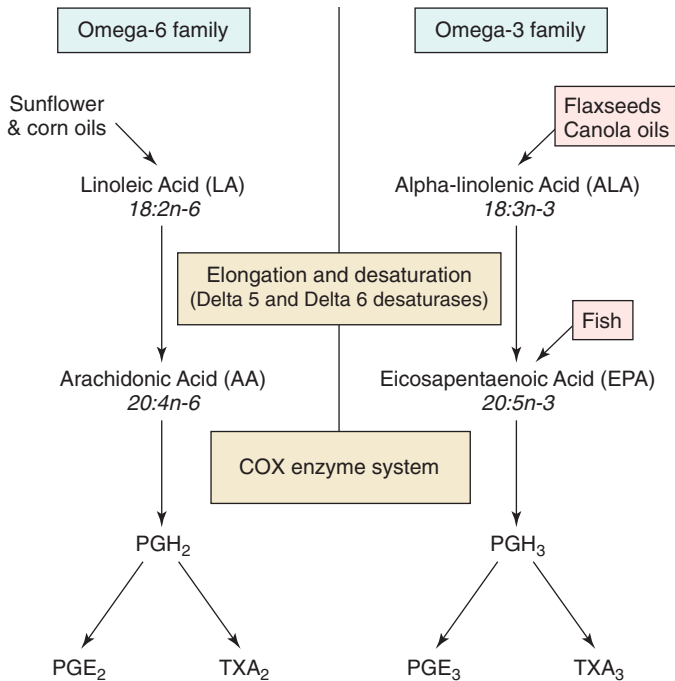 Omega-6 family
Omega-3 family
Sunflower
& corn oils
Flaxseeds
Canola oils
Linoleic Acid (LA)
18:2n-6
Alpha-linolenic Acid (ALA)
18:3n-3
Elongation and desaturation
(Delta 5 and Delta 6 desaturases)
Fish
Arachidonic Acid (AA)
20:4n-6
Eicosapentaenoic Acid (EPA)
20:5n-3
COX enzyme system
PGH₂
PGH₃
PGE₂
TXA₂
PGE₃
TXA₃